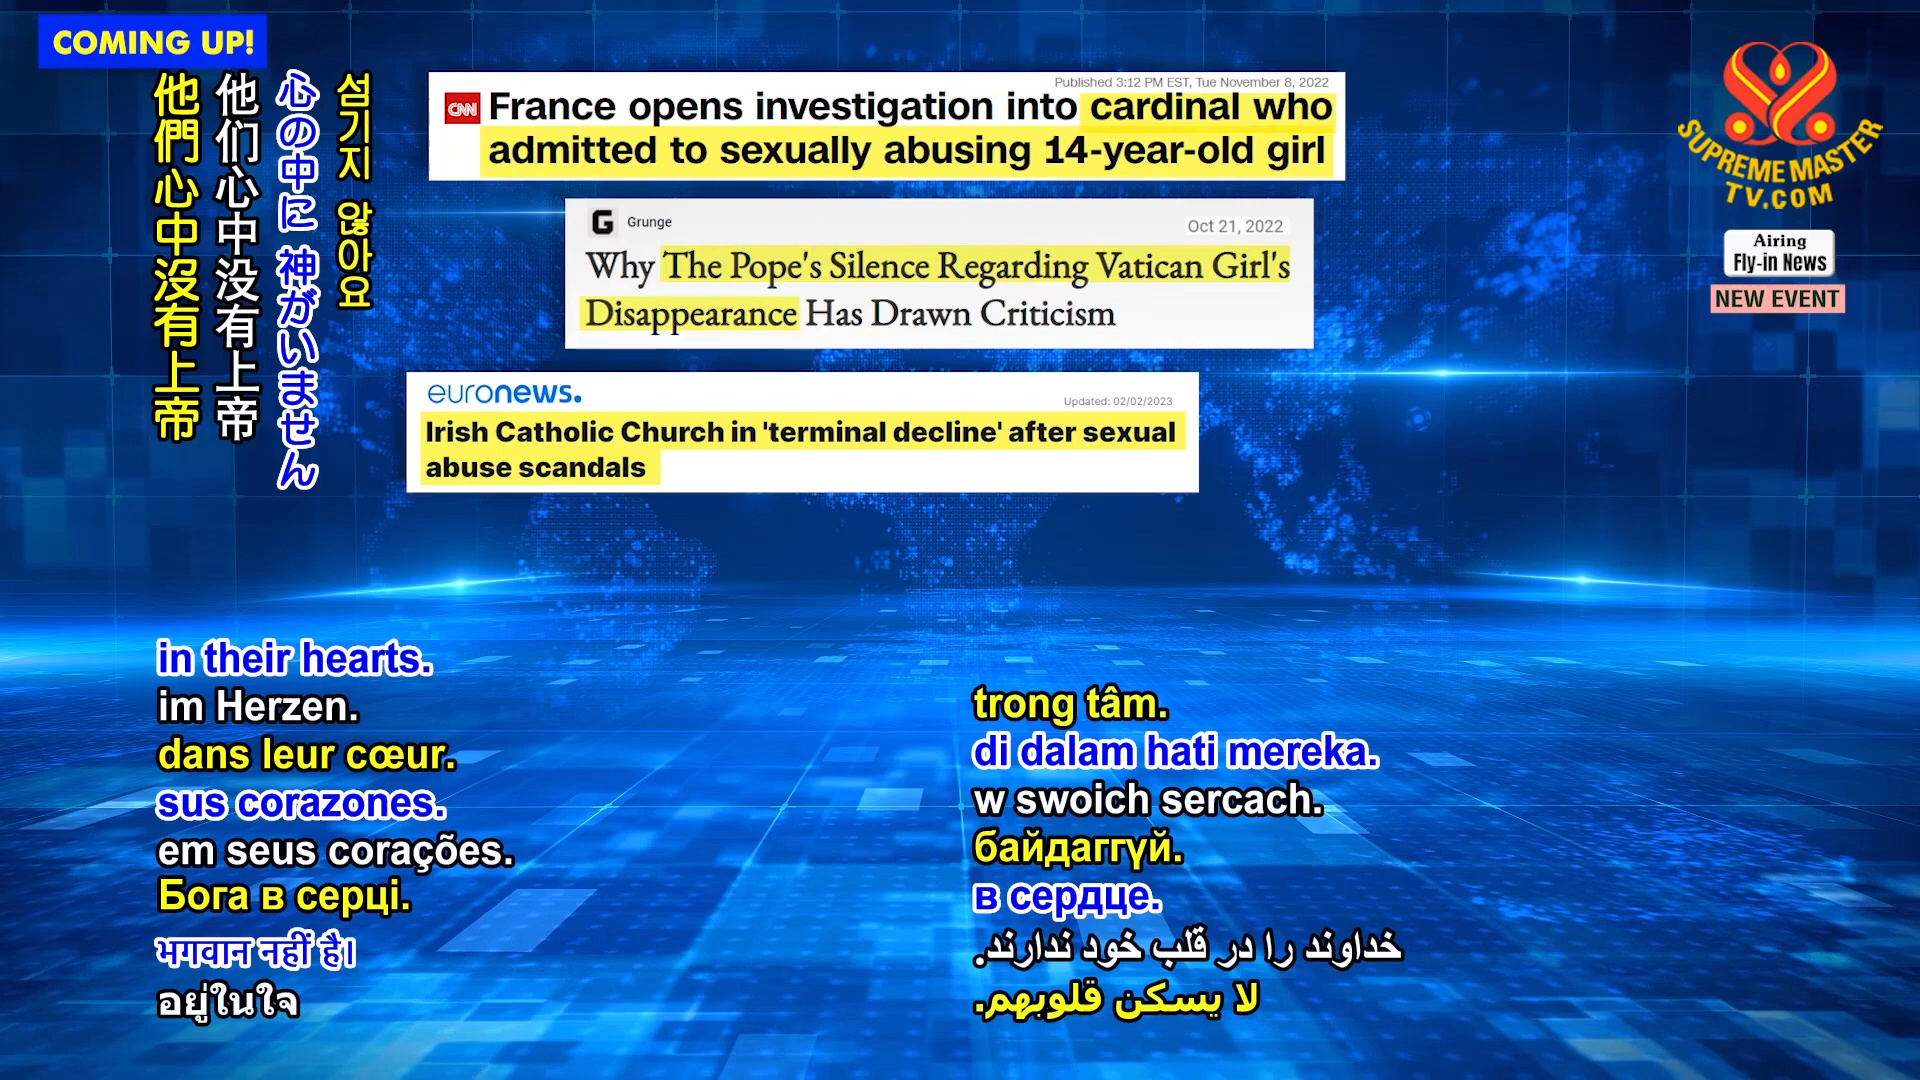 COMING UP!
他們心中沒有上帝
他们心中没有上帝
心の中に 神がいません
섬기지 않아요
Published 3:12 PM EST, Tue November 8, 2022
CNN France opens investigation into cardinal who
admitted to sexually abusing 14-year-old girl
G Grunge
Oct 21, 2022
Why The Pope's Silence Regarding Vatican Girl's
Disappearance Has Drawn Criticism
euronews.
Updated: 02/02/2023
Irish Catholic Church in 'terminal decline' after sexual
abuse scandals
SUPREME MASTER
TV.COM
Airing
Fly-in News
NEW EVENT
in their hearts.
im Herzen.
dans leur cœur.
sus corazones.
em seus corações.
Бога в серці.
भगवान नहीं है।
อยู่ในใจ
trong tâm.
di dalam hati mereka.
w swoich sercach.
байдаггүй.
в сердце.
خداوند را در قلب خود ندارند.
لا يسكن قلوبهم.